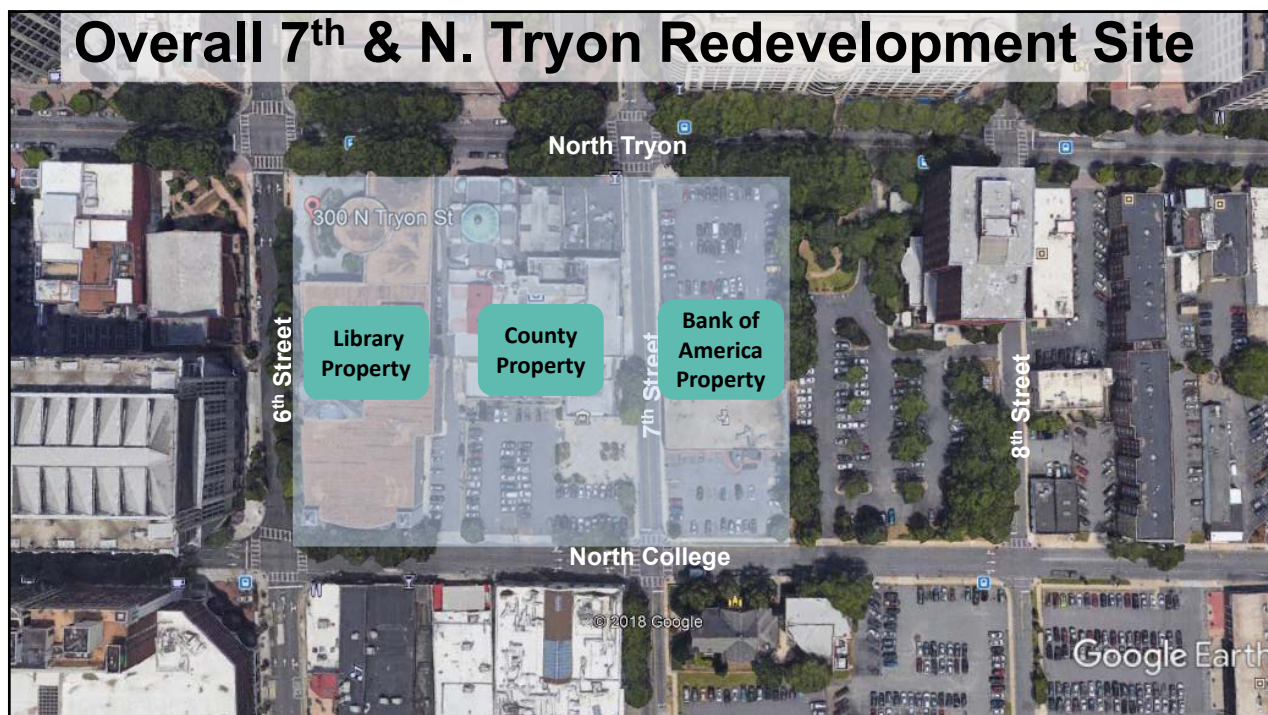 Overall 7th & N. Tryon Redevelopment Site
North Tryon
300 N Tryon St
6th Street
Library
Property
County
Property
7th Street
Bank of
America
Property
8th Street
North College
© 2018 Google
Google Earth